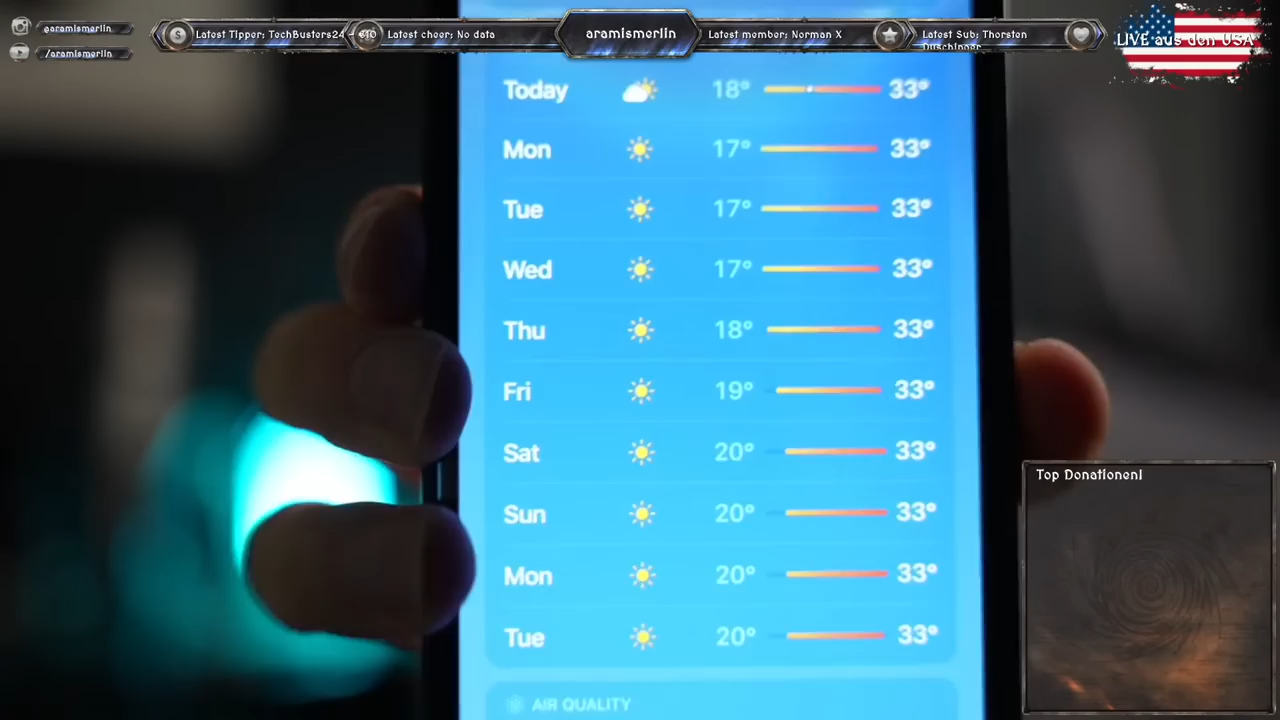 @aramismerlin
/aramismerlin
Latest Tipper: TechBusters24 - €10
Latest cheer: No data
aramismerlin
Latest member: Norman X
Latest Sub: Thorsten
Duschinger
LIVE aus den USA
Today 18° 33°
Mon 17° 33°
Tue 17° 33°
Wed 17° 33°
Thu 18° 33°
Fri 19° 33°
Sat 20° 33°
Sun 20° 33°
Mon 20° 33°
Tue 20° 33°
AIR QUALITY
Top Donationen!